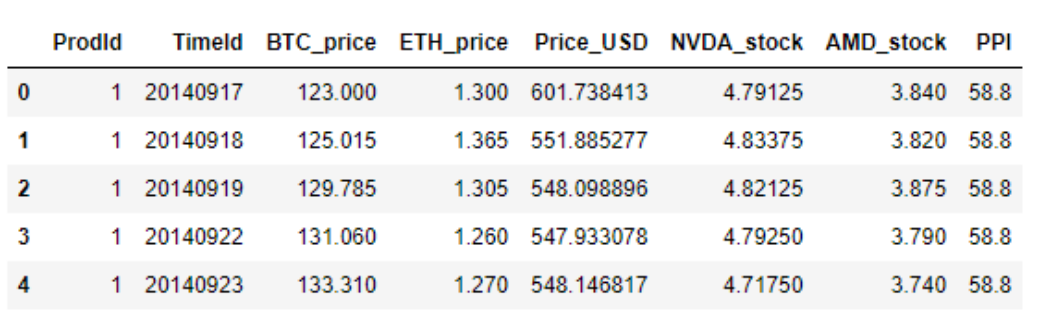 ProdId TimeId BTC_price ETH_price Price_USD NVDA_stock AMD_stock PPI
0 1 20140917 123.000 1.300 601.738413 4.79125 3.840 58.8
1 1 20140918 125.015 1.365 551.885277 4.83375 3.820 58.8
2 1 20140919 129.785 1.305 548.098896 4.82125 3.875 58.8
3 1 20140922 131.060 1.260 547.933078 4.79250 3.790 58.8
4 1 20140923 133.310 1.270 548.146817 4.71750 3.740 58.8